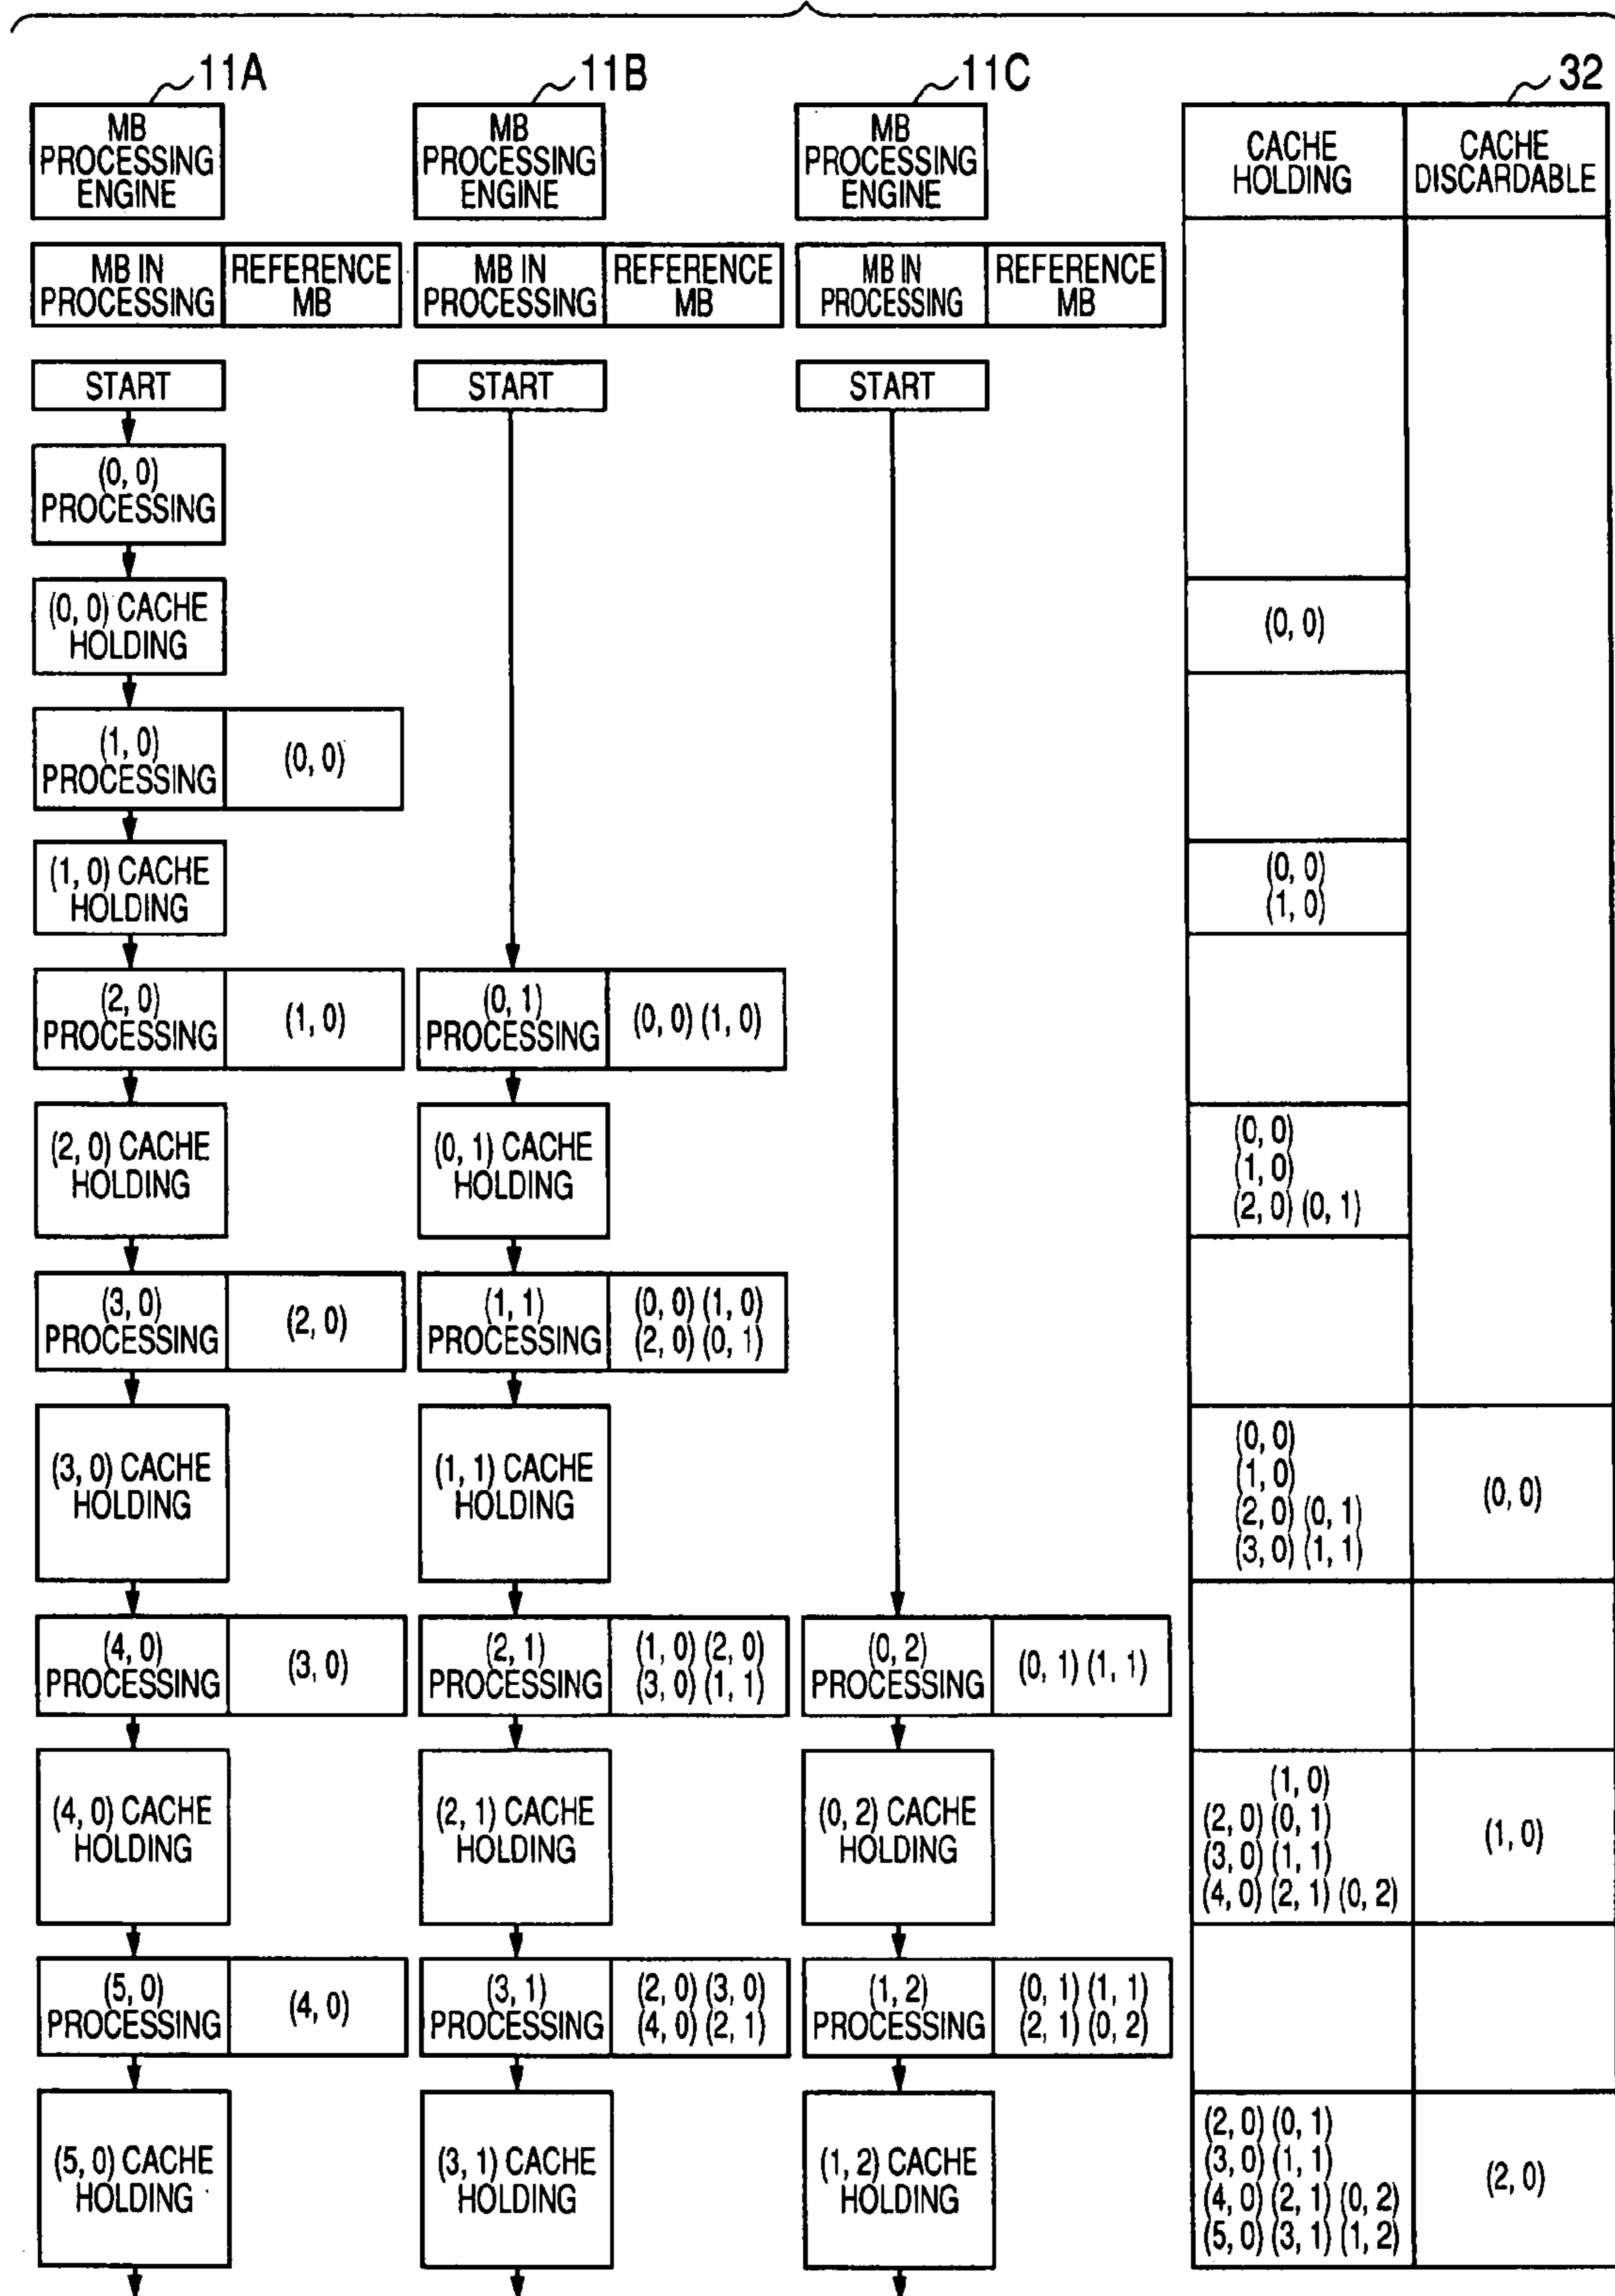 11A
11B
11C
32
MB
PROCESSING
ENGINE
MB
PROCESSING
ENGINE
MB
PROCESSING
ENGINE
CACHE
HOLDING
CACHE
DISCARDABLE
MB IN
PROCESSING
REFERENCE
MB
MB IN
PROCESSING
REFERENCE
MB
MB IN
PROCESSING
REFERENCE
MB
START
START
START
(0, 0)
PROCESSING
(0, 0) CACHE
HOLDING
(0, 0)
(1, 0)
PROCESSING
(0, 0)
(1, 0) CACHE
HOLDING
(0, 0)
(1, 0)
(2, 0)
PROCESSING
(1, 0)
(0, 1)
PROCESSING
(0, 0) (1, 0)
(2, 0) CACHE
HOLDING
(0, 1) CACHE
HOLDING
(0, 0)
(1, 0)
(2, 0) (0, 1)
(3, 0)
PROCESSING
(2, 0)
(1, 1)
PROCESSING
(0, 0) (1, 0)
(2, 0) (0, 1)
(3, 0) CACHE
HOLDING
(1, 1) CACHE
HOLDING
(0, 0)
(1, 0)
(2, 0) (0, 1)
(3, 0) (1, 1)
(0, 0)
(4, 0)
PROCESSING
(3, 0)
(2, 1)
PROCESSING
(1, 0) (2, 0)
(3, 0) (1, 1)
(0, 2)
PROCESSING
(0, 1) (1, 1)
(4, 0) CACHE
HOLDING
(2, 1) CACHE
HOLDING
(0, 2) CACHE
HOLDING
(1, 0)
(2, 0) (0, 1)
(3, 0) (1, 1)
(4, 0) (2, 1) (0, 2)
(1, 0)
(5, 0)
PROCESSING
(4, 0)
(3, 1)
PROCESSING
(2, 0) (3, 0)
(4, 0) (2, 1)
(1, 2)
PROCESSING
(0, 1) (1, 1)
(2, 1) (0, 2)
(5, 0) CACHE
HOLDING
(3, 1) CACHE
HOLDING
(1, 2) CACHE
HOLDING
(2, 0) (0, 1)
(3, 0) (1, 1)
(4, 0) (2, 1) (0, 2)
(5, 0) (3, 1) (1, 2)
(2, 0)